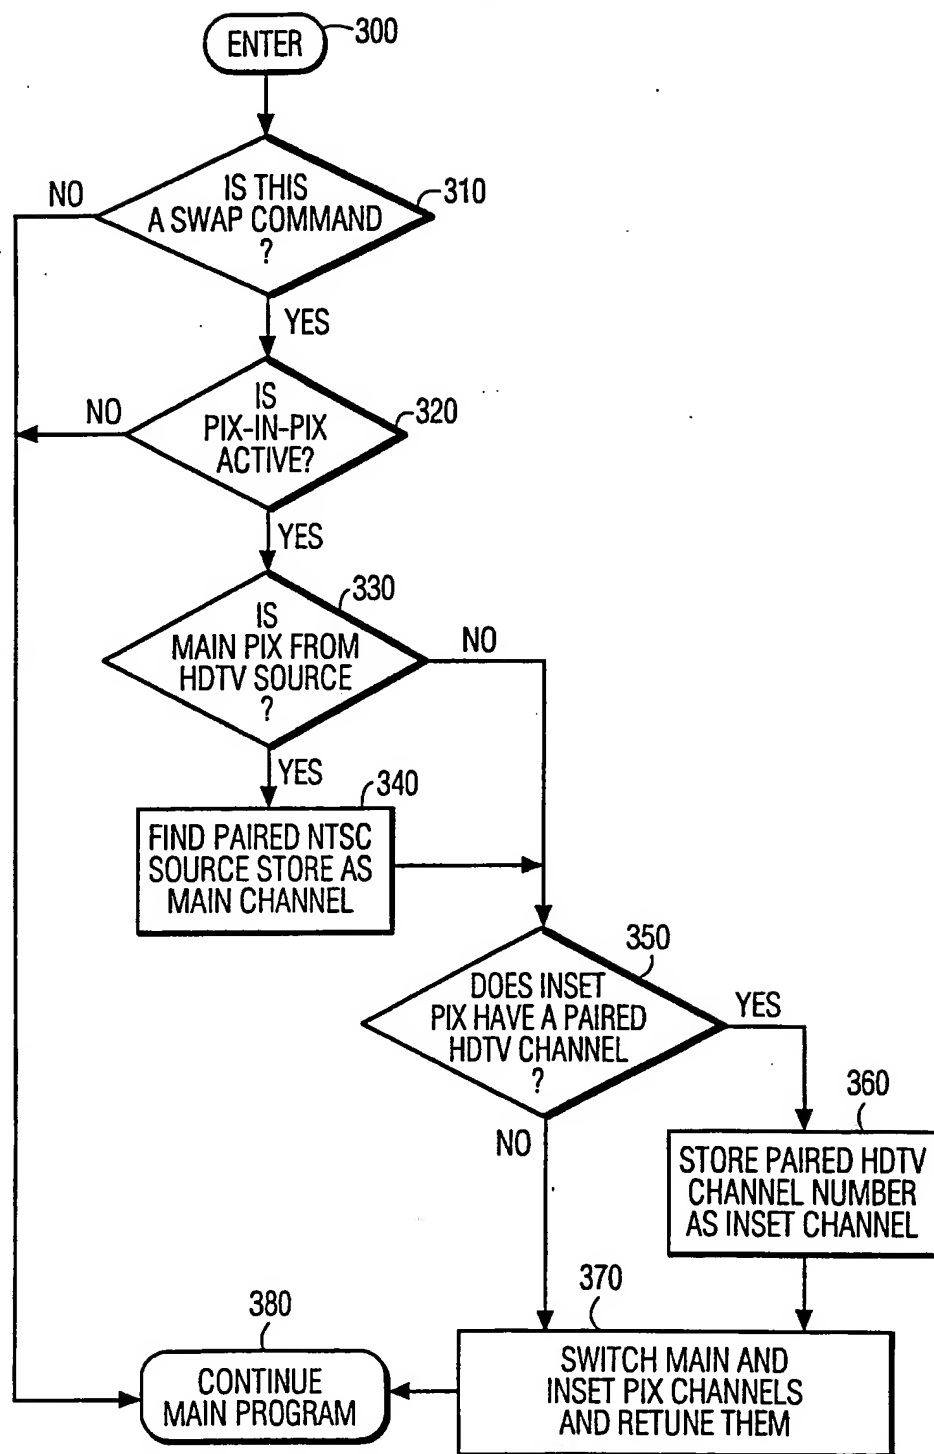 ENTER
300
IS THIS
A SWAP COMMAND
?
310
NO
YES
IS
PIX-IN-PIX
ACTIVE?
320
NO
YES
330
IS
MAIN PIX FROM
HDTV SOURCE
?
NO
YES
340
FIND PAIRED NTSC
SOURCE STORE AS
MAIN CHANNEL
350
DOES INSET
PIX HAVE A PAIRED
HDTV CHANNEL
?
YES
NO
360
STORE PAIRED HDTV
CHANNEL NUMBER
AS INSET CHANNEL
370
SWITCH MAIN AND
INSET PIX CHANNELS
AND RETUNE THEM
380
CONTINUE
MAIN PROGRAM